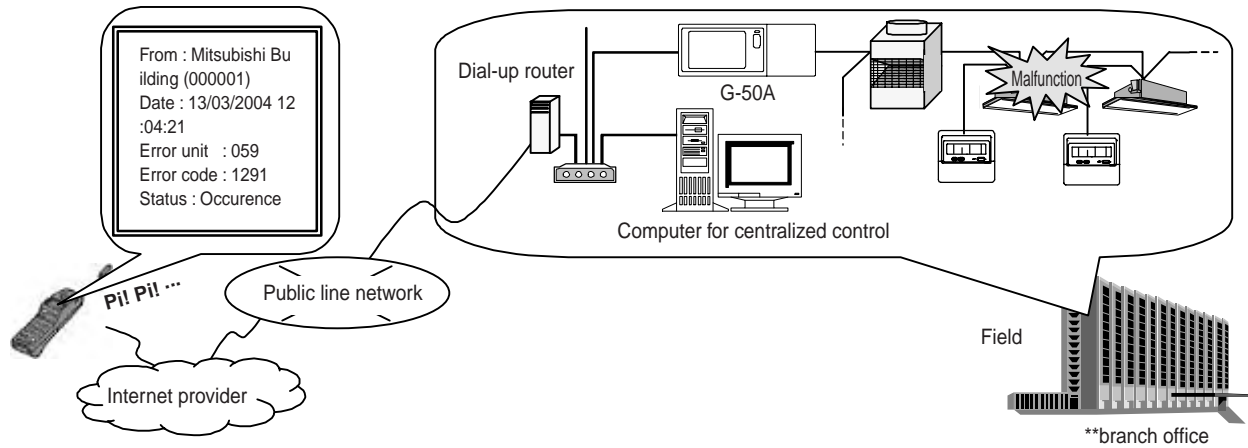 From : Mitsubishi Bu
ilding (000001)
Date : 13/03/2004 12
:04:21
Error unit : 059
Error code : 1291
Status : Occurence
Pi! Pi! ...
Internet provider
Public line network
Dial-up router
G-50A
Malfunction
Computer for centralized control
Field
**branch office